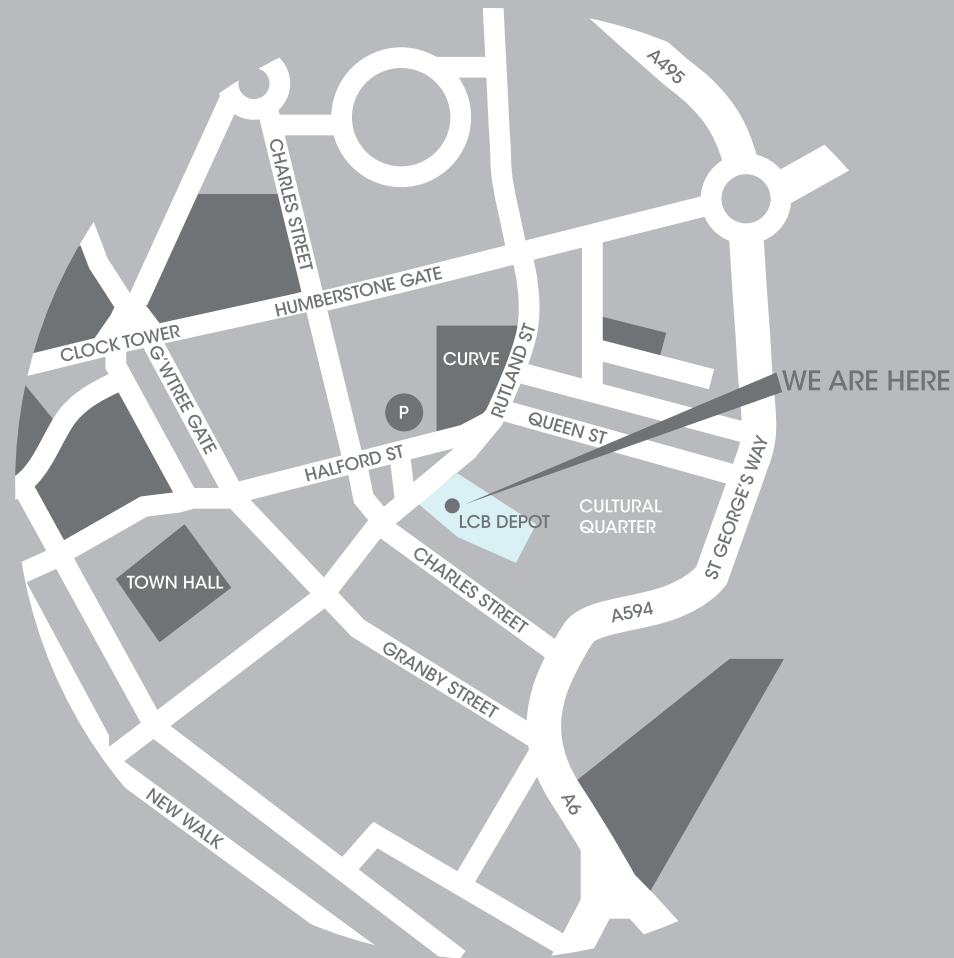 A495
CHARLES STREET
HUMBERSTONE GATE
CLOCK TOWER
G'WTREE GATE
CURVE
RUTLAND ST
WE ARE HERE
P
QUEEN ST
HALFORD ST
ST GEORGE'S WAY
LCB DEPOT
CULTURAL
QUARTER
TOWN HALL
CHARLES STREET
A594
GRANBY STREET
NEW WALK
A6